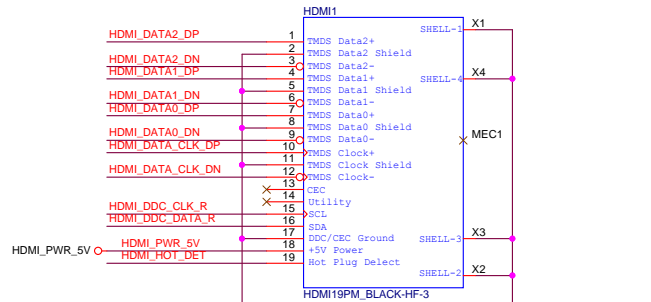 HDMI1
HDMI_DATA2_DP 1 TMDS Data2+ SHELL-1 X1
2 TMDS Data2 Shield
HDMI_DATA2_DN 3 TMDS Data2-
HDMI_DATA1_DP 4 TMDS Data1+ SHELL-4 X4
5 TMDS Data1 Shield
HDMI_DATA1_DN 6 TMDS Data1-
HDMI_DATA0_DP 7 TMDS Data0+
8 TMDS Data0 Shield
HDMI_DATA0_DN 9 TMDS Data0- MEC1
HDMI_DATA_CLK_DP 10 TMDS Clock+
11 TMDS Clock Shield
HDMI_DATA_CLK_DN 12 TMDS Clock-
13 CEC
14 Utility
HDMI_DDC_CLK_R 15 SCL
HDMI_DDC_DATA_R 16 SDA
17 DDC/CEC Ground SHELL-3 X3
HDMI_PWR_5V HDMI_PWR_5V 18 +5V Power
HDMI_HOT_DET 19 Hot Plug Delect SHELL-2 X2
HDMI19PM_BLACK-HF-3